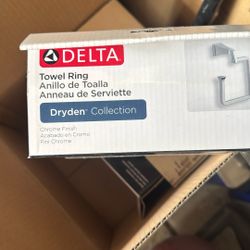 DELTA
Towel Ring
Anillo de Toalla
Anneau de Serviette
Dryden® Collection
Chrome Finish
Acabado en Cromo
Fini Chrome